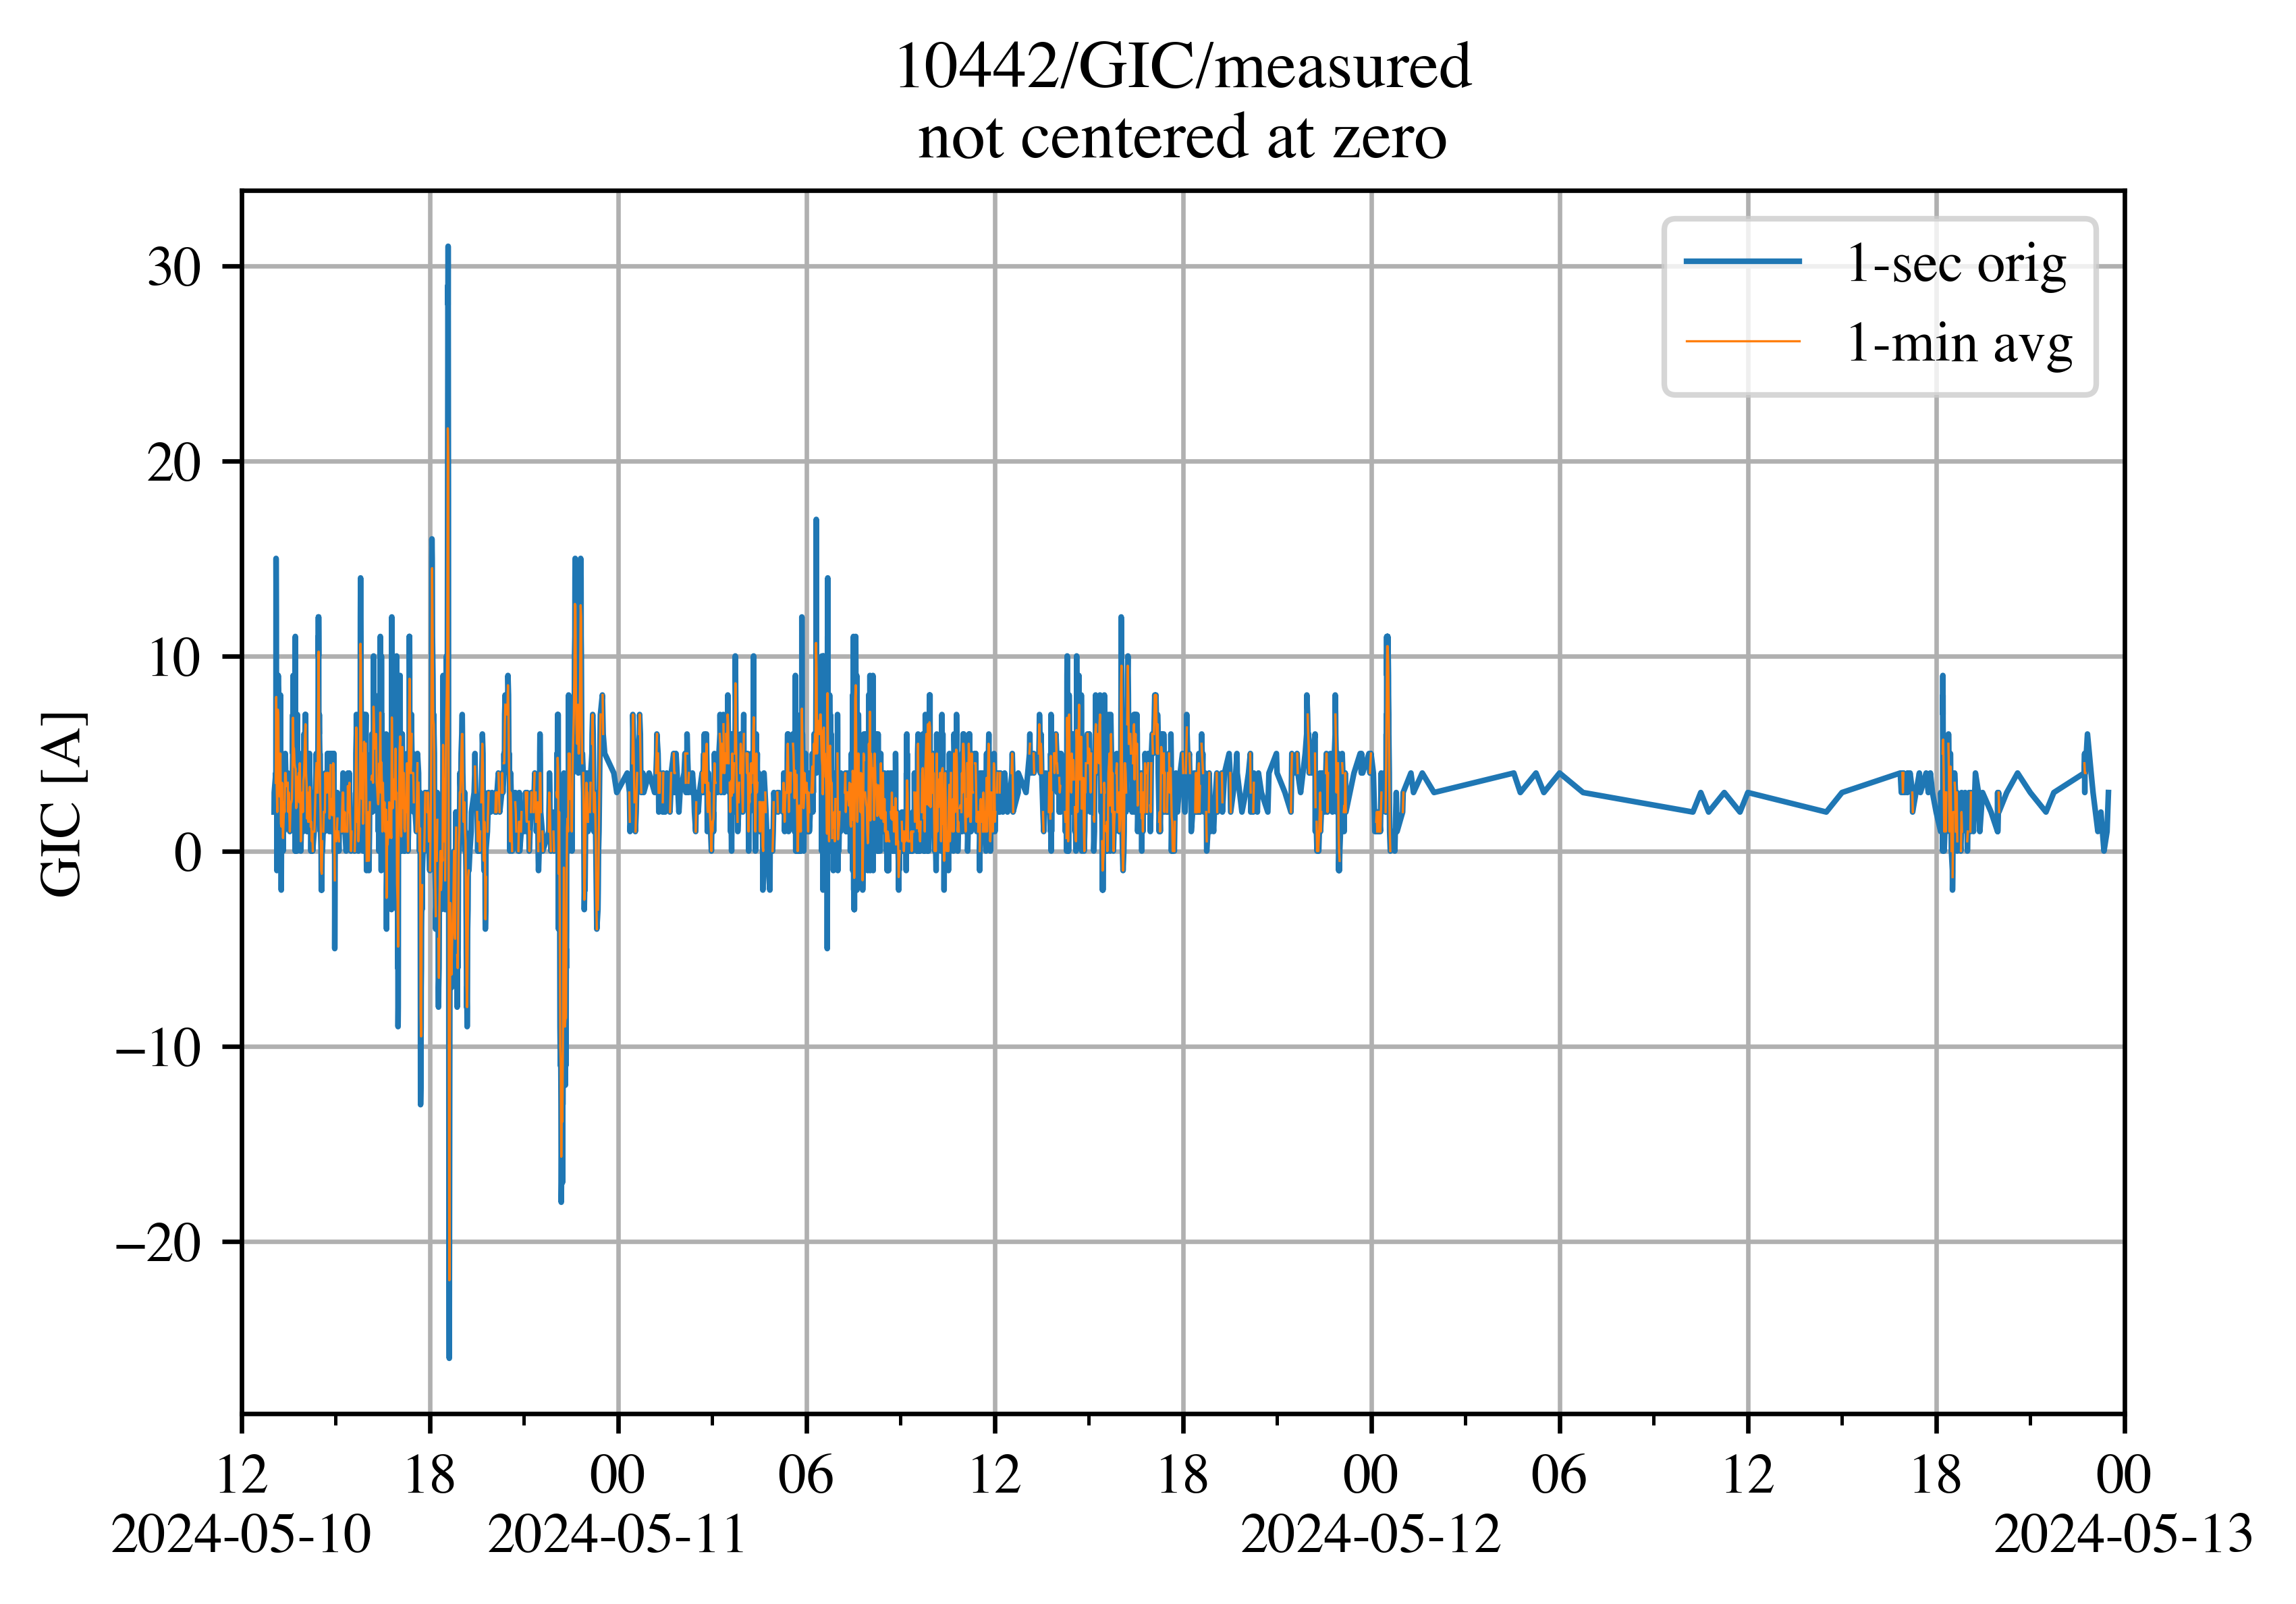 10442/GIC/measured
not centered at zero
1-sec orig
1-min avg
GIC [A]
30
20
10
0
−10
−20
12 18 00 06 12 18 00 06 12 18 00
2024-05-10 2024-05-11 2024-05-12 2024-05-13